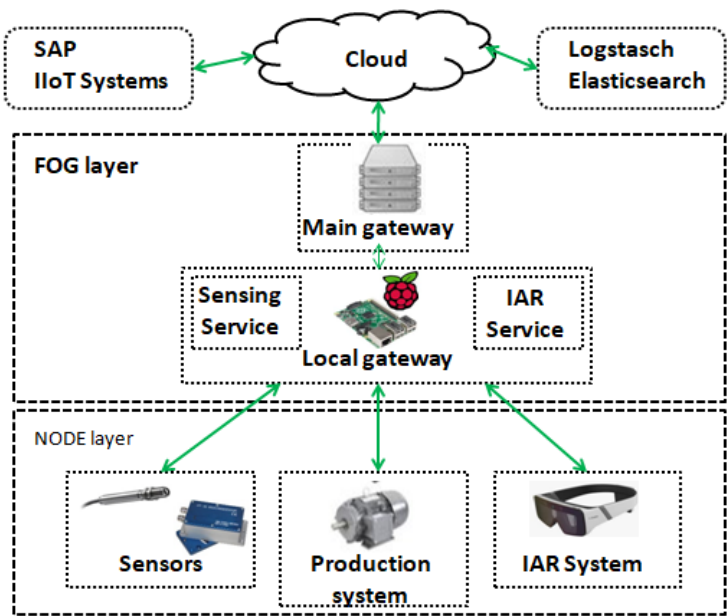 SAP
IIoT Systems
Cloud
Logstasch
Elasticsearch
FOG layer
Main gateway
Sensing
Service
IAR
Service
Local gateway
NODE layer
Sensors
Production
system
IAR System